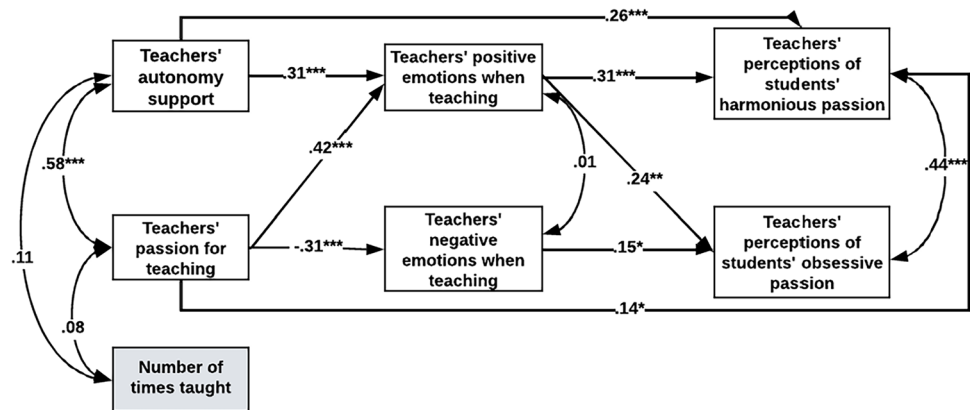 .26***
Teachers'
autonomy
support
.31***
Teachers' positive
emotions when
teaching
.31***
Teachers'
perceptions of
students'
harmonious passion
.58***
.42***
.01
.24**
.44***
Teachers'
passion for
teaching
-.31***
Teachers'
negative
emotions when
teaching
.15*
Teachers'
perceptions of
students' obsessive
passion
.11
.14*
.08
Number of
times taught